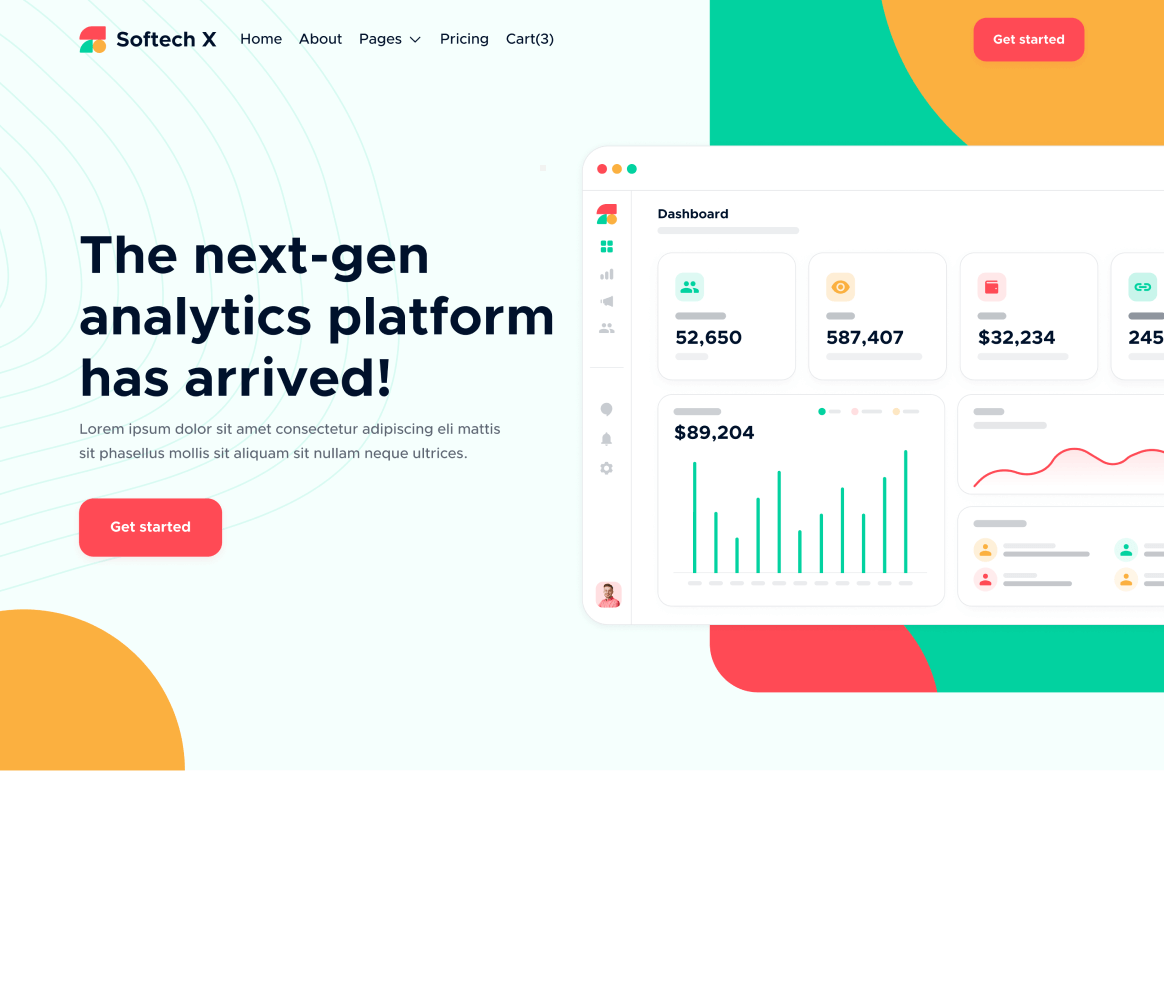 Softech X Home About Pages Pricing Cart(3) Get started
The next-gen
analytics platform
has arrived!
Lorem ipsum dolor sit amet consectetur adipiscing eli mattis
sit phasellus mollis sit aliquam sit nullam neque ultrices.
Get started
Dashboard
52,650 587,407 $32,234 245
$89,204